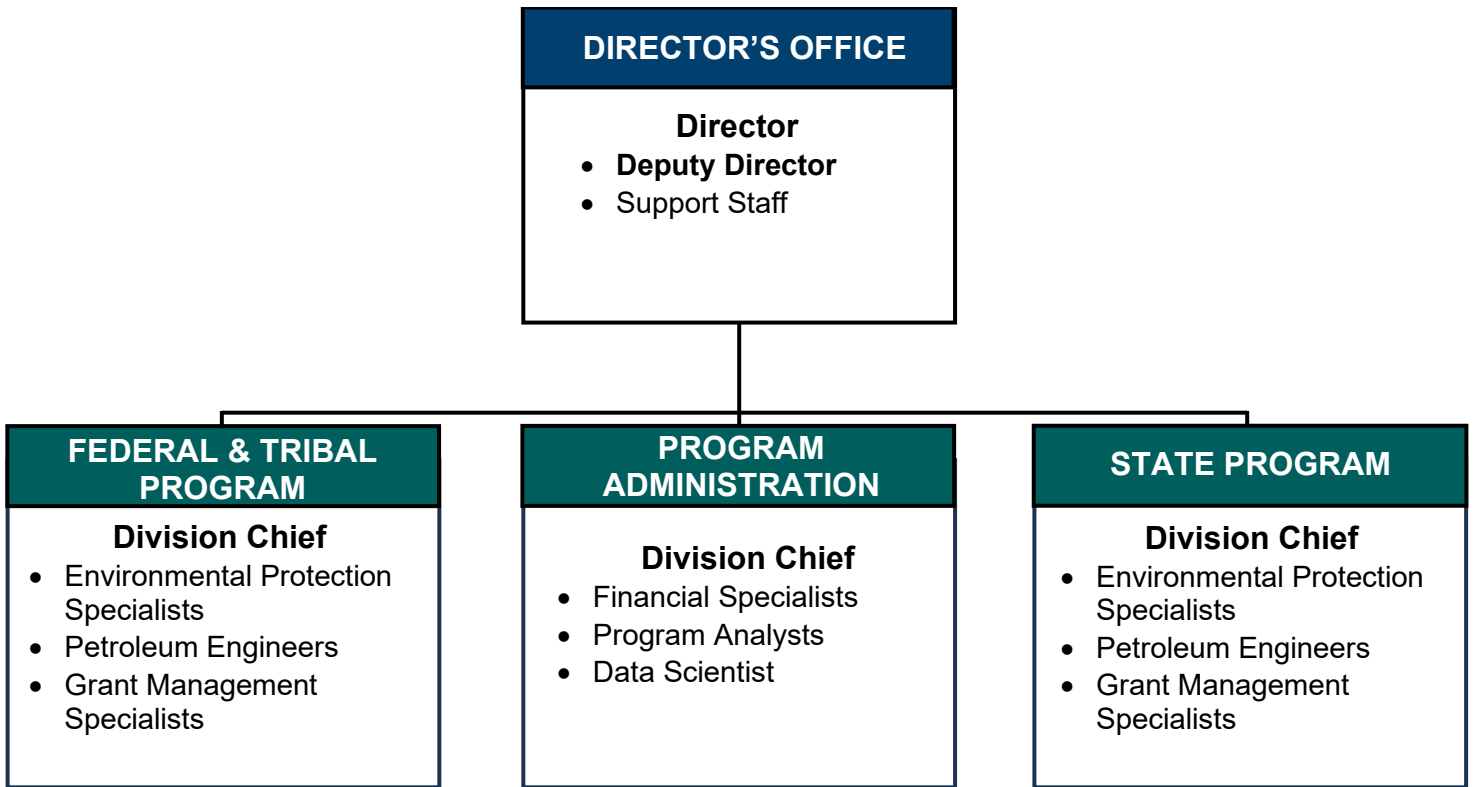 DIRECTOR’S OFFICE
Director
• Deputy Director
• Support Staff
FEDERAL & TRIBAL
PROGRAM
Division Chief
• Environmental Protection
Specialists
• Petroleum Engineers
• Grant Management
Specialists
PROGRAM
ADMINISTRATION
Division Chief
• Financial Specialists
• Program Analysts
• Data Scientist
STATE PROGRAM
Division Chief
• Environmental Protection
Specialists
• Petroleum Engineers
• Grant Management
Specialists